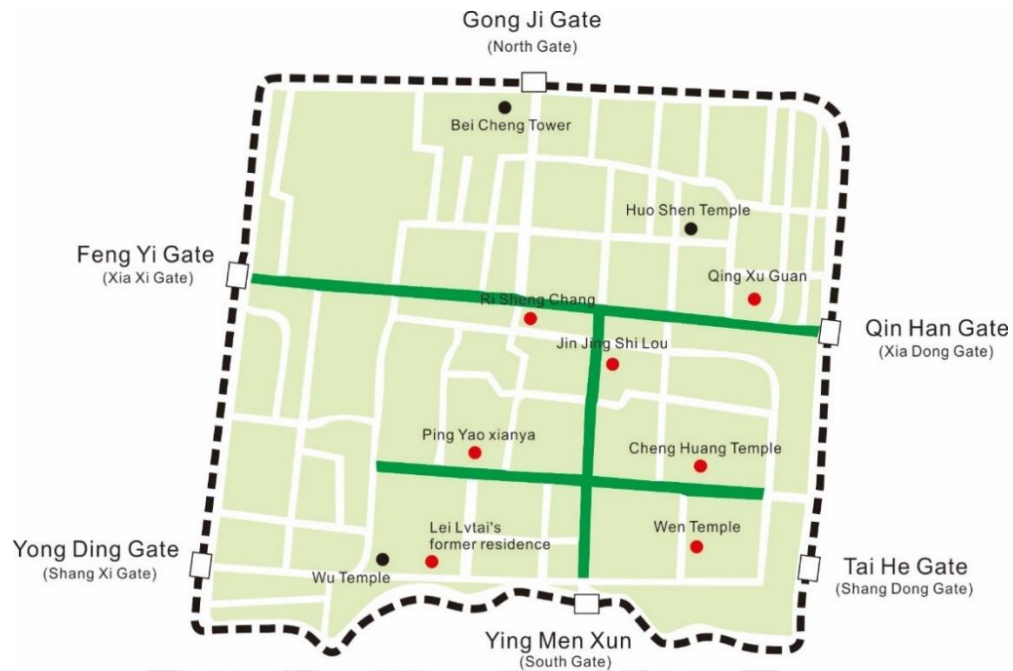 Gong Ji Gate
(North Gate)
Bei Cheng Tower
Huo Shen Temple
Feng Yi Gate
(Xia Xi Gate)
Qing Xu Guan
Ri Sheng Chang
Qin Han Gate
(Xia Dong Gate)
Jin Jing Shi Lou
Ping Yao xianya
Cheng Huang Temple
Lei Lvtai's
former residence
Wen Temple
Yong Ding Gate
(Shang Xi Gate)
Wu Temple
Tai He Gate
(Shang Dong Gate)
Ying Men Xun
(South Gate)